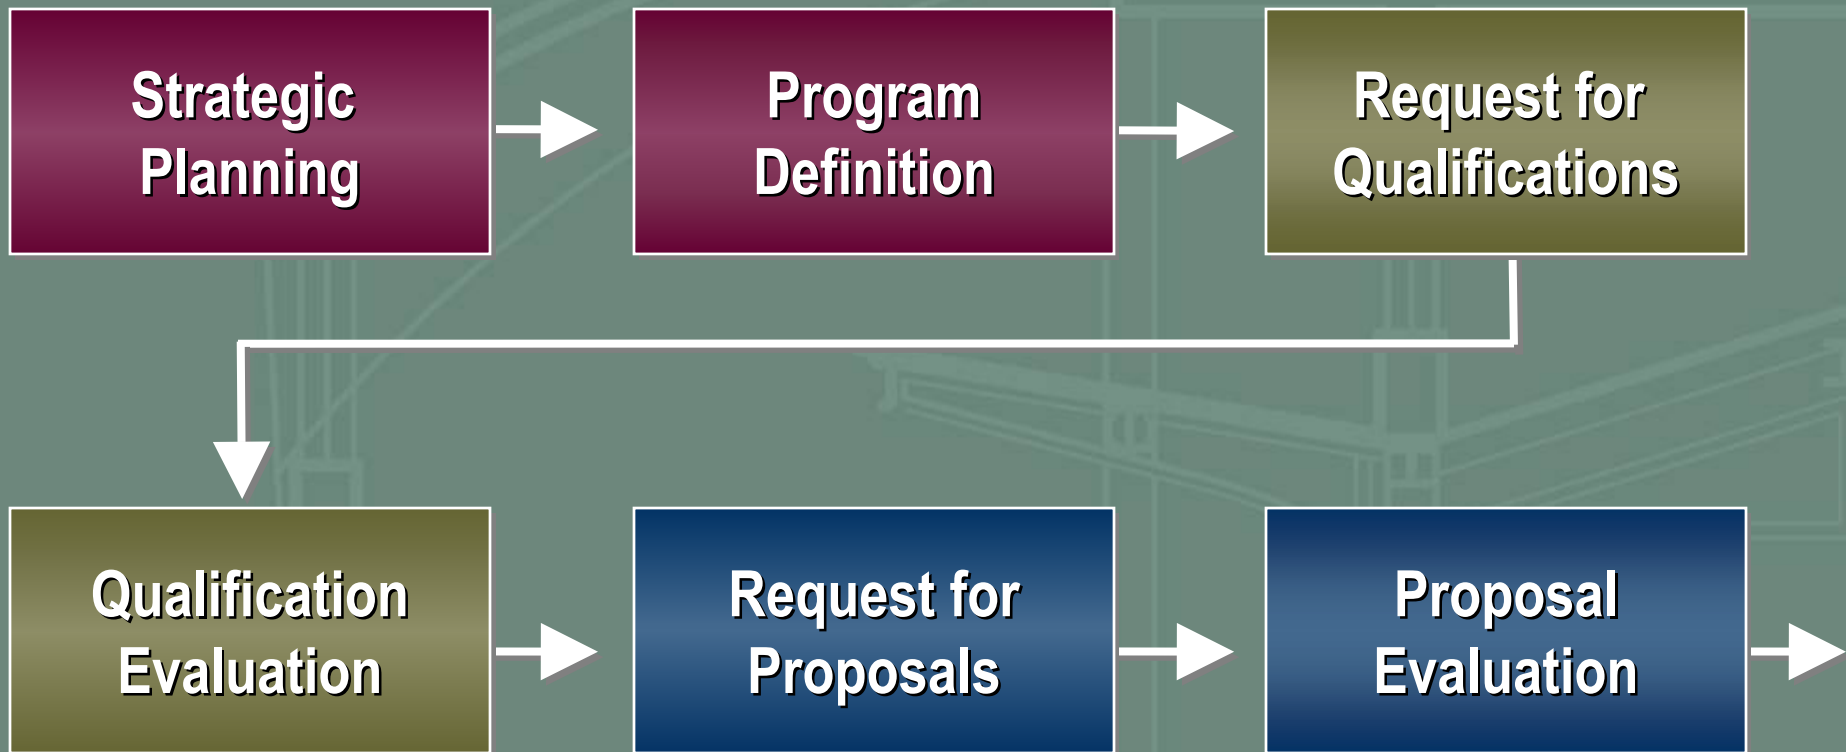 Strategic
Planning
Program
Definition
Request for
Qualifications
Qualification
Evaluation
Request for
Proposals
Proposal
Evaluation